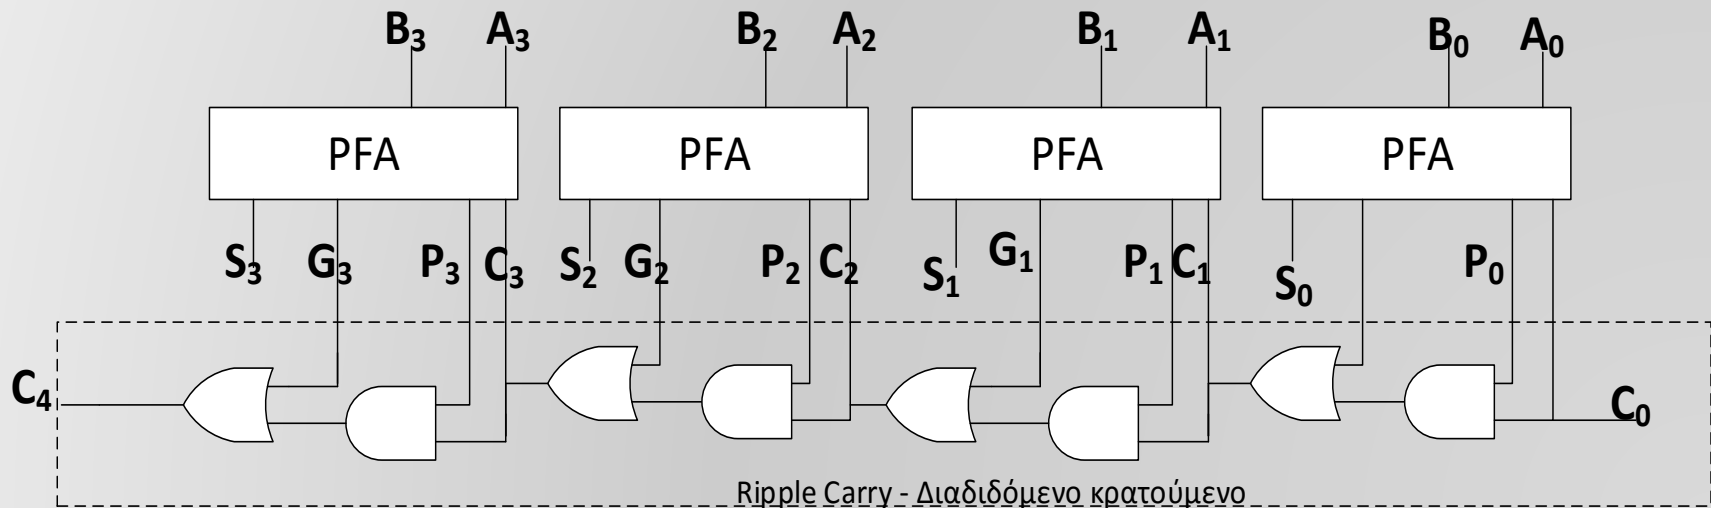 B₃ A₃ B₂ A₂ B₁ A₁ B₀ A₀
PFA PFA PFA PFA
S₃ G₃ P₃ C₃ S₂ G₂ P₂ C₂ S₁ G₁ P₁ C₁ S₀ P₀
C₄ C₀
Ripple Carry - Διαδιδόμενο κρατούμενο